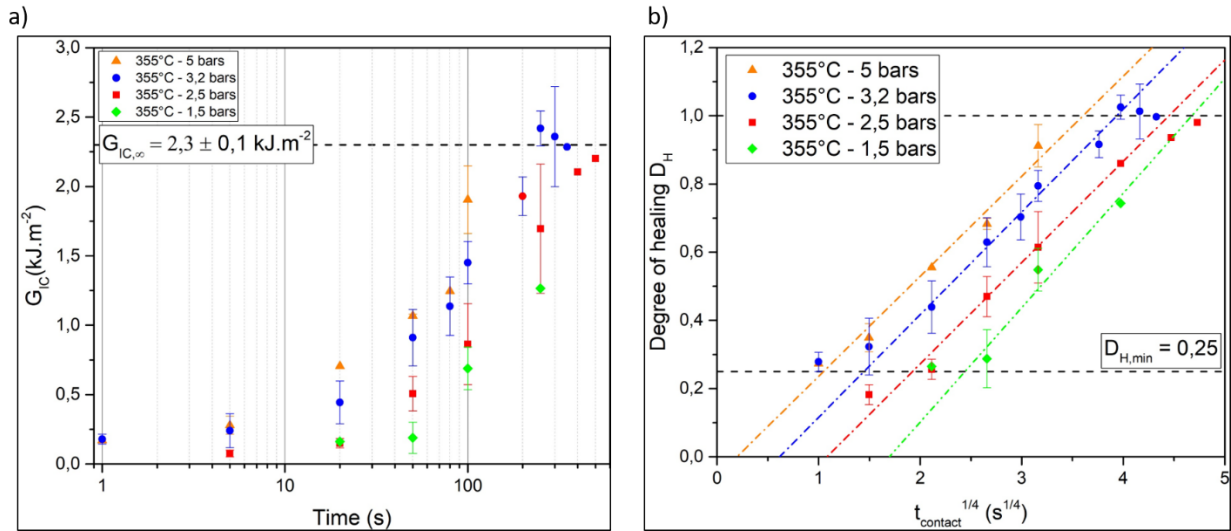 a)
3,0
2,5
2,0
1,5
1,0
0,5
0,0
G_IC(kJ.m⁻²)
355°C - 5 bars
355°C - 3,2 bars
355°C - 2,5 bars
355°C - 1,5 bars
G_IC,∞ = 2,3 ± 0,1 kJ.m⁻²
1
10
100
Time (s)
b)
1,2
1,0
0,8
0,6
0,4
0,2
0,0
Degree of healing D_H
355°C - 5 bars
355°C - 3,2 bars
355°C - 2,5 bars
355°C - 1,5 bars
D_H,min = 0,25
0
1
2
3
4
5
t_contact^1/4 (s^1/4)